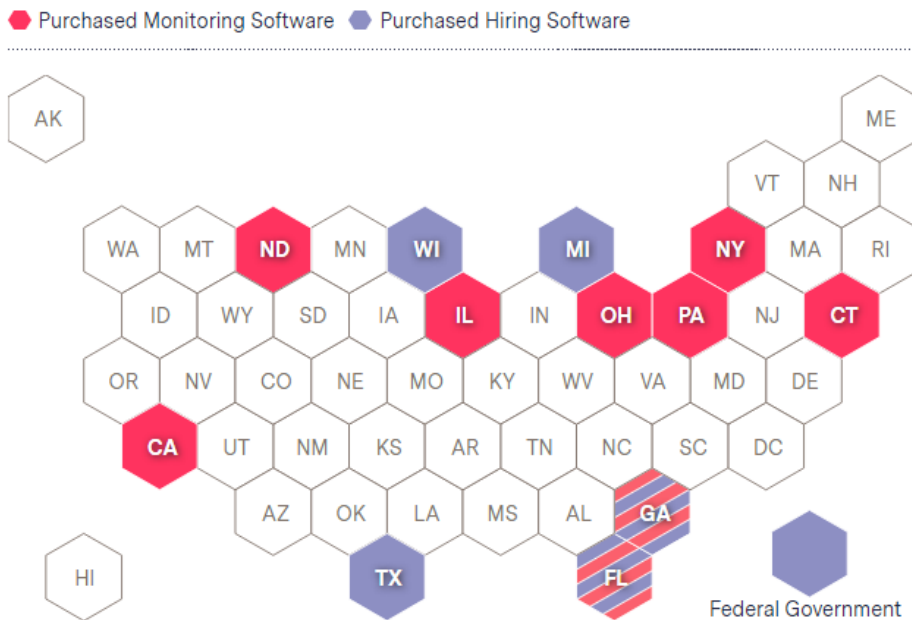 Purchased Monitoring Software Purchased Hiring Software
AK ME
VT NH
WA MT ND MN WI MI NY MA RI
ID WY SD IA IL IN OH PA NJ CT
OR NV CO NE MO KY WV VA MD DE
CA UT NM KS AR TN NC SC DC
AZ OK LA MS AL GA
HI TX FL
Federal Government